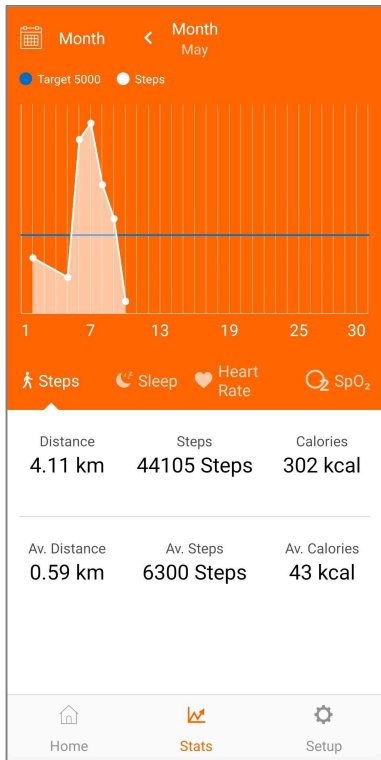 Month
Month
May
Target 5000
Steps
1 7 13 19 25 30
Steps
Sleep
Heart
Rate
O2 SpO₂
Distance Steps Calories
4.11 km 44105 Steps 302 kcal
Av. Distance Av. Steps Av. Calories
0.59 km 6300 Steps 43 kcal
Home Stats Setup